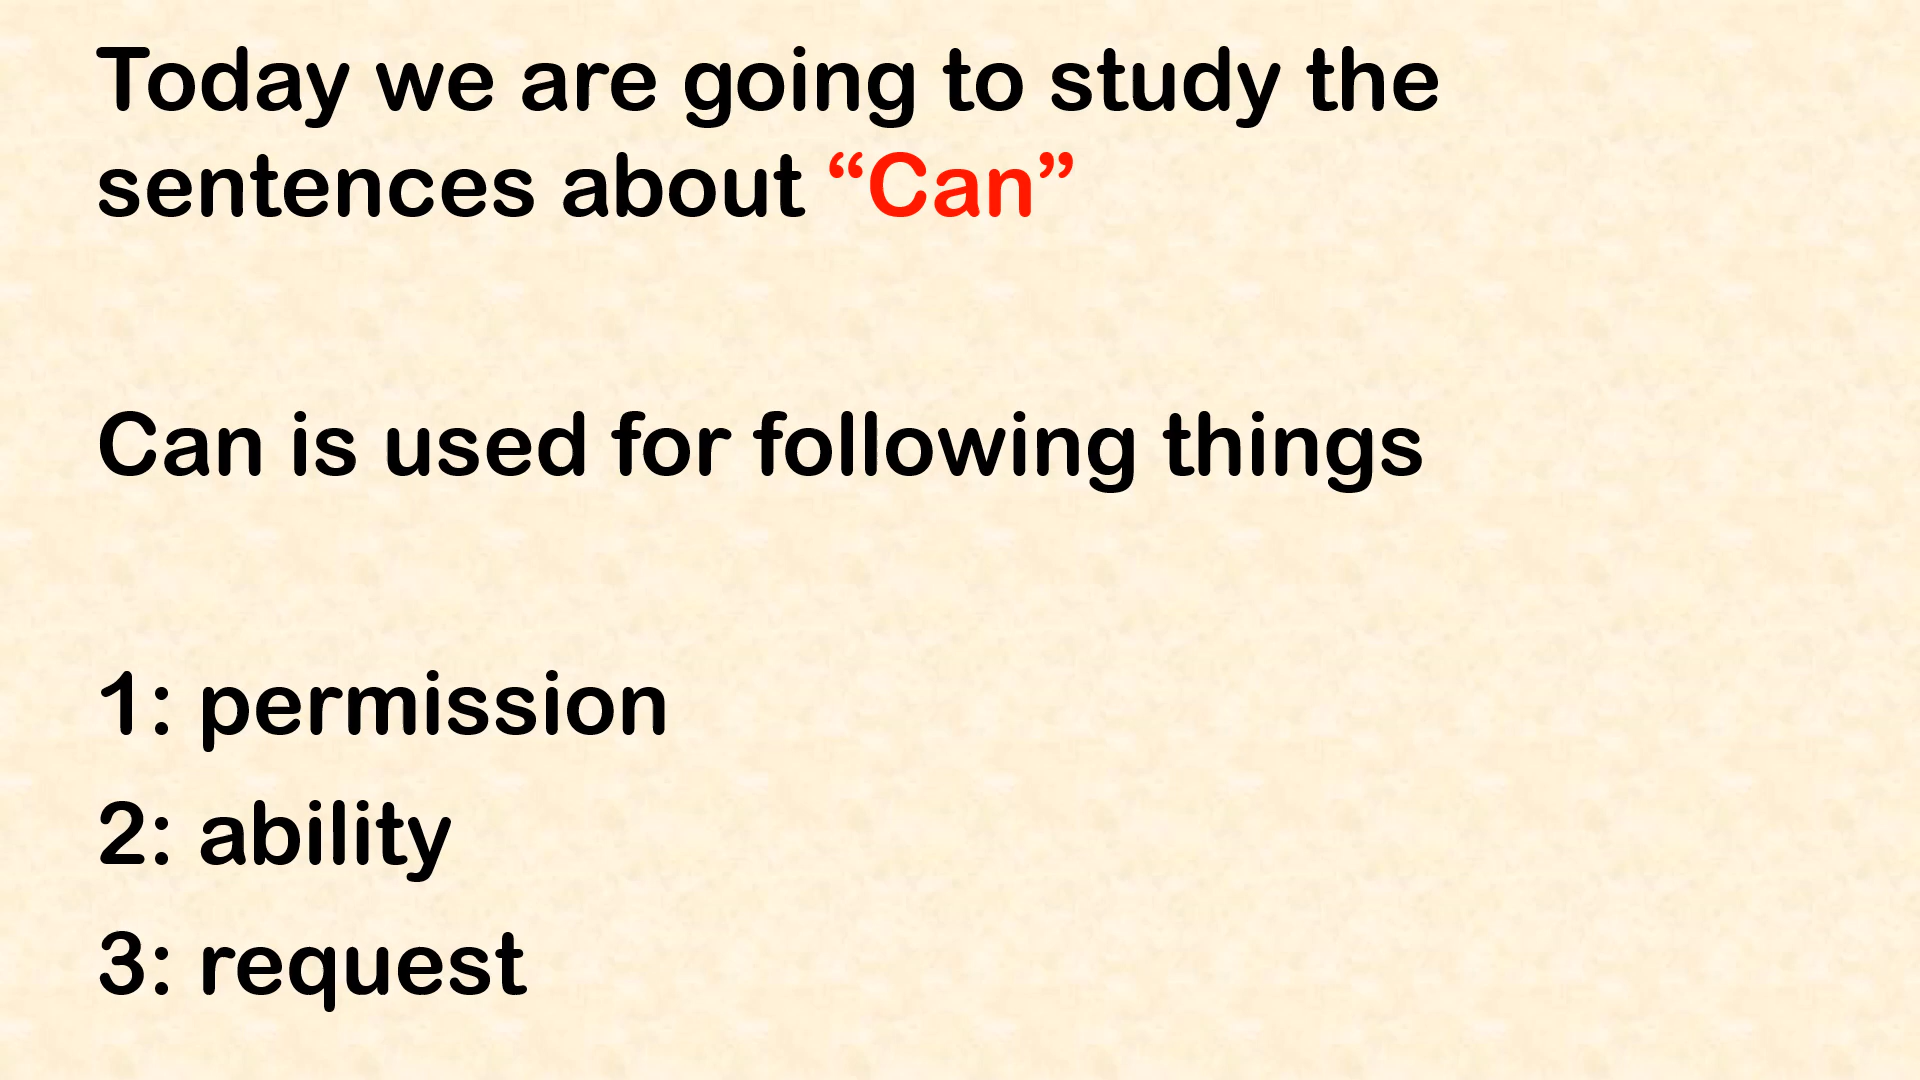 Today we are going to study the
sentences about “Can”
Can is used for following things
1: permission
2: ability
3: request